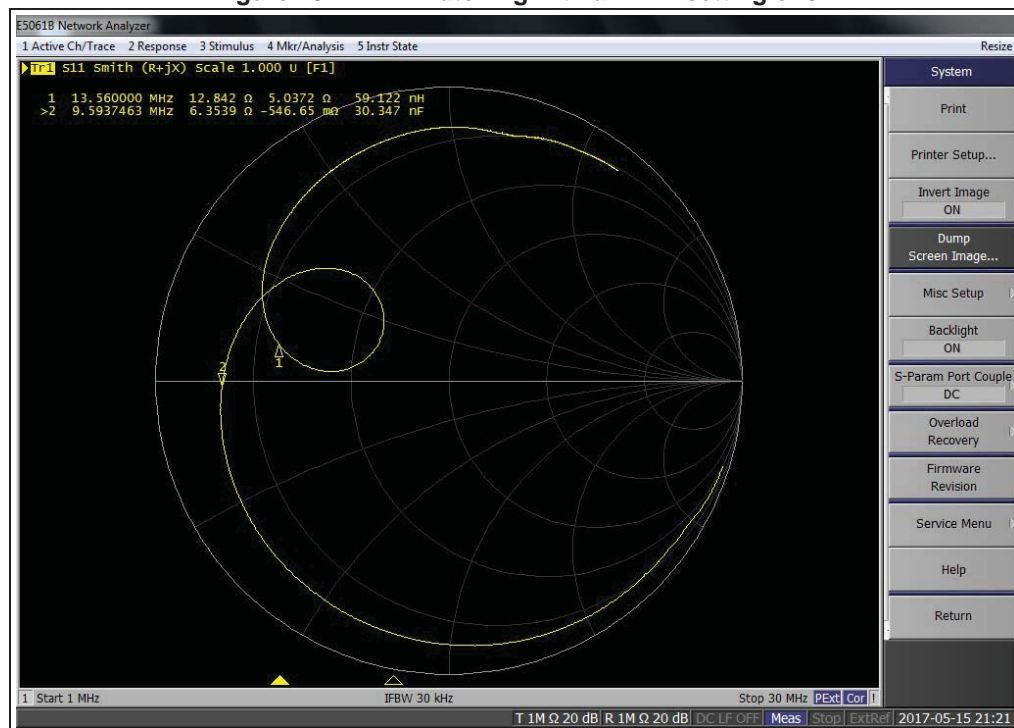 E5061B Network Analyzer
1 Active Ch/Trace 2 Response 3 Stimulus 4 Mkr/Analysis 5 Instr State Resize
Tr1 S11 Smith (R+jX) Scale 1.000 U [F1]
1 13.560000 MHz 12.842 Ω 5.0372 Ω 59.122 nH
>2 9.5937463 MHz 6.3539 Ω -546.65 mΩ 30.347 nF
2
1
System
Print
Printer Setup...
Invert Image
ON
Dump
Screen Image...
Misc Setup
Backlight
ON
S-Param Port Couple
DC
Overload
Recovery
Firmware
Revision
Service Menu
Help
Return
1 Start 1 MHz IFBW 30 kHz Stop 30 MHz PExt Cor !
T 1M Ω 20 dB R 1M Ω 20 dB DC LF OFF Meas Stop ExtRef 2017-05-15 21:21